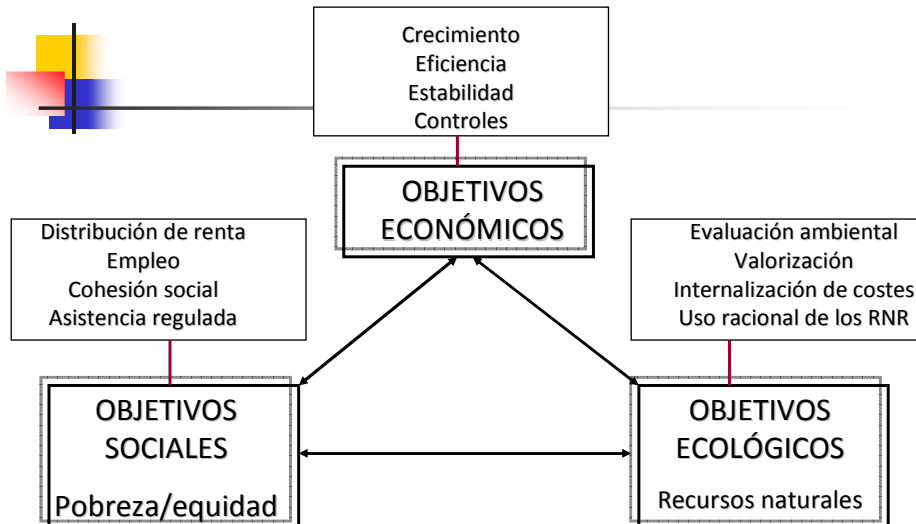 Crecimiento
Eficiencia
Estabilidad
Controles
OBJETIVOS
ECONÓMICOS
Distribución de renta
Empleo
Cohesión social
Asistencia regulada
Evaluación ambiental
Valorización
Internalización de costes
Uso racional de los RNR
OBJETIVOS
SOCIALES
Pobreza/equidad
OBJETIVOS
ECOLÓGICOS
Recursos naturales